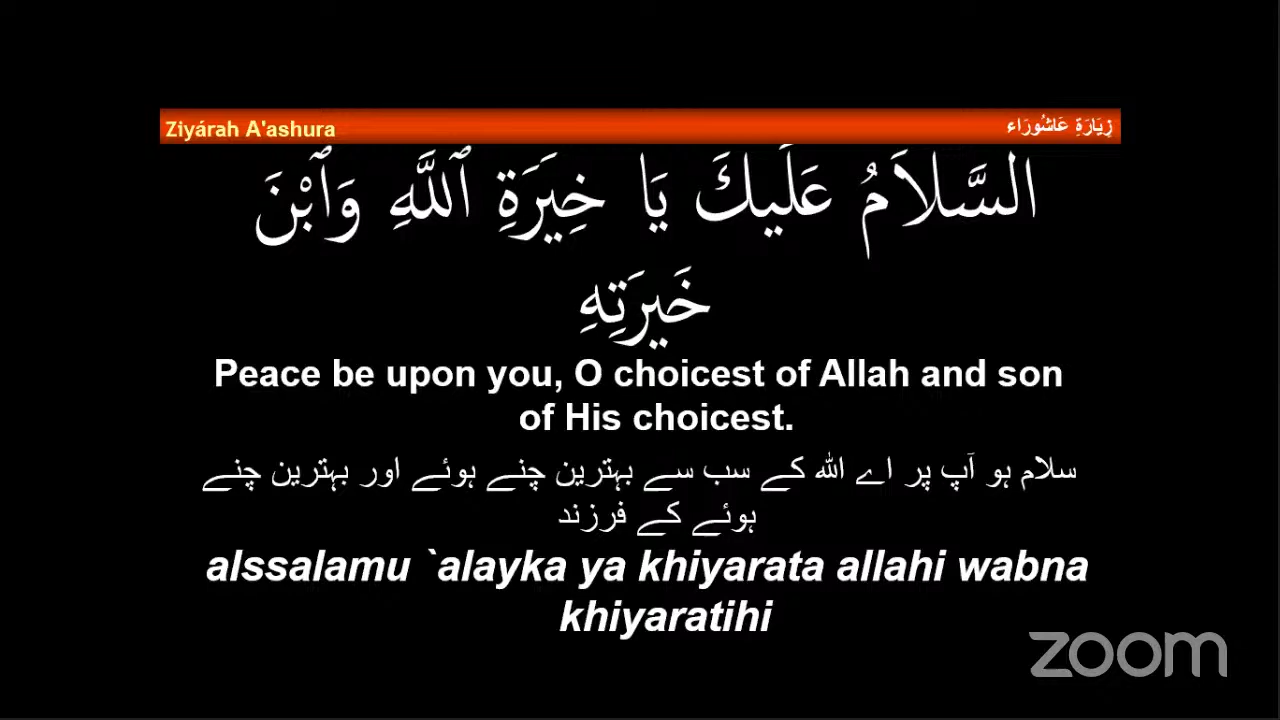 Ziyárah A'ashura
زِيَارَةِ عَاشُورَاء
السَّلاَمُ عَلَيكَ يَا خِيَرَةِ ٱللَّهِ وَٱبْنَ
خَيرَتِهِ
Peace be upon you, O choicest of Allah and son
of His choicest.
سلام ہو آپ پر اے الله کے سب سے بہترین چنے ہوئے اور بہترین چنے
ہوئے کے فرزند
alssalamu `alayka ya khiyarata allahi wabna
khiyaratihi
zoom